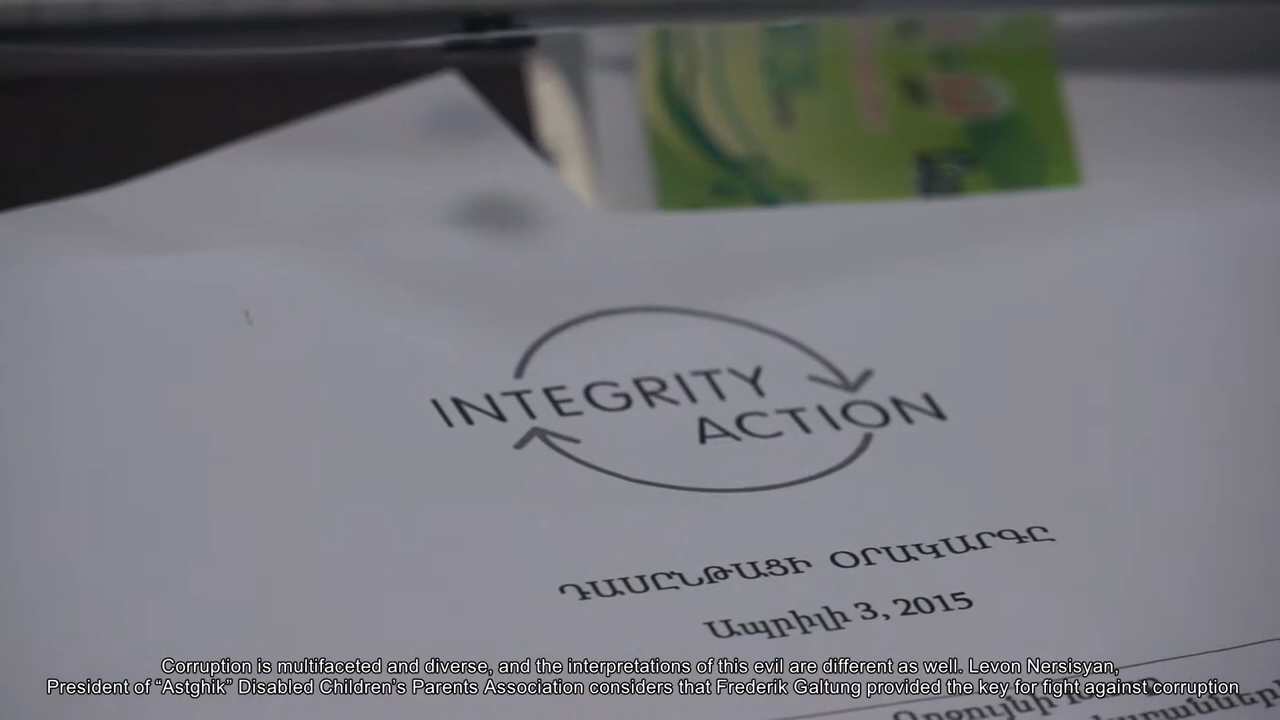 INTEGRITY
ACTION
ԴԱՍԸՆԹԱՑԻ ՕՐԱԿԱՐԳԸ
Ապրիլի 3, 2015
Corruption is multifaceted and diverse, and the interpretations of this evil are different as well. Levon Nersisyan,
President of “Astghik” Disabled Children’s Parents Association considers that Frederik Galtung provided the key for fight against corruption